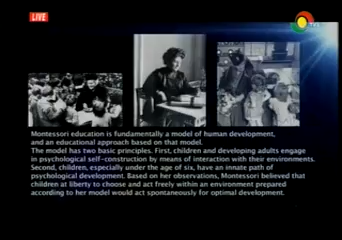 LIVE
Montessori education is fundamentally a model of human development,
and an educational approach based on that model.
The model has two basic principles. First, children and developing adults engage
in psychological self-construction by means of interaction with their environments.
Second, children, especially under the age of six, have an innate path of
psychological development. Based on her observations, Montessori believed that
children at liberty to choose and act freely within an environment prepared
according to her model would act spontaneously for optimal development.